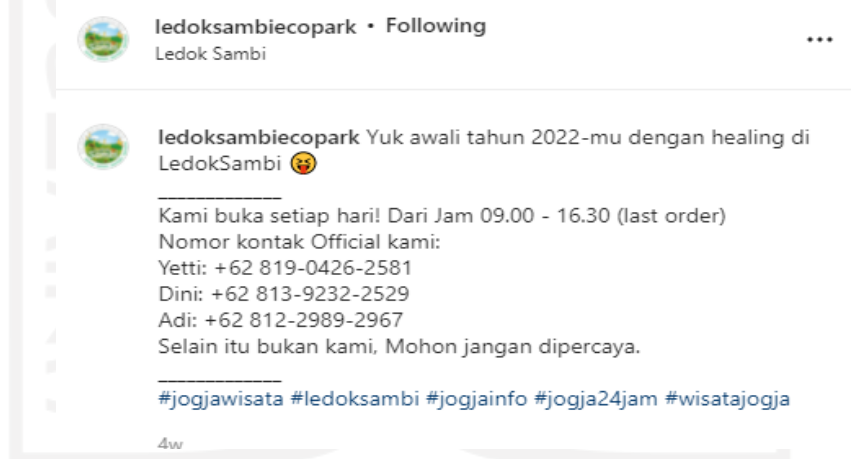 ledoksambiecopark • Following
Ledok Sambi
ledoksambiecopark Yuk awali tahun 2022-mu dengan healing di
LedokSambi 😝
_____________
Kami buka setiap hari! Dari Jam 09.00 - 16.30 (last order)
Nomor kontak Official kami:
Yetti: +62 819-0426-2581
Dini: +62 813-9232-2529
Adi: +62 812-2989-2967
Selain itu bukan kami, Mohon jangan dipercaya.
_____________
#jogjawisata #ledoksambi #jogjainfo #jogja24jam #wisatajogja
4w